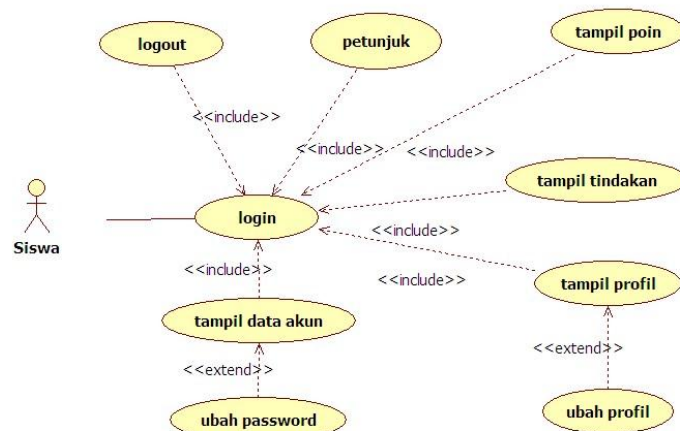 logout
petunjuk
tampil poin
<<include>>
<<include>>
<<include>>
tampil tindakan
login
Siswa
<<include>>
<<include>>
<<include>>
tampil profil
tampil data akun
<<extend>>
<<extend>>
ubah password
ubah profil